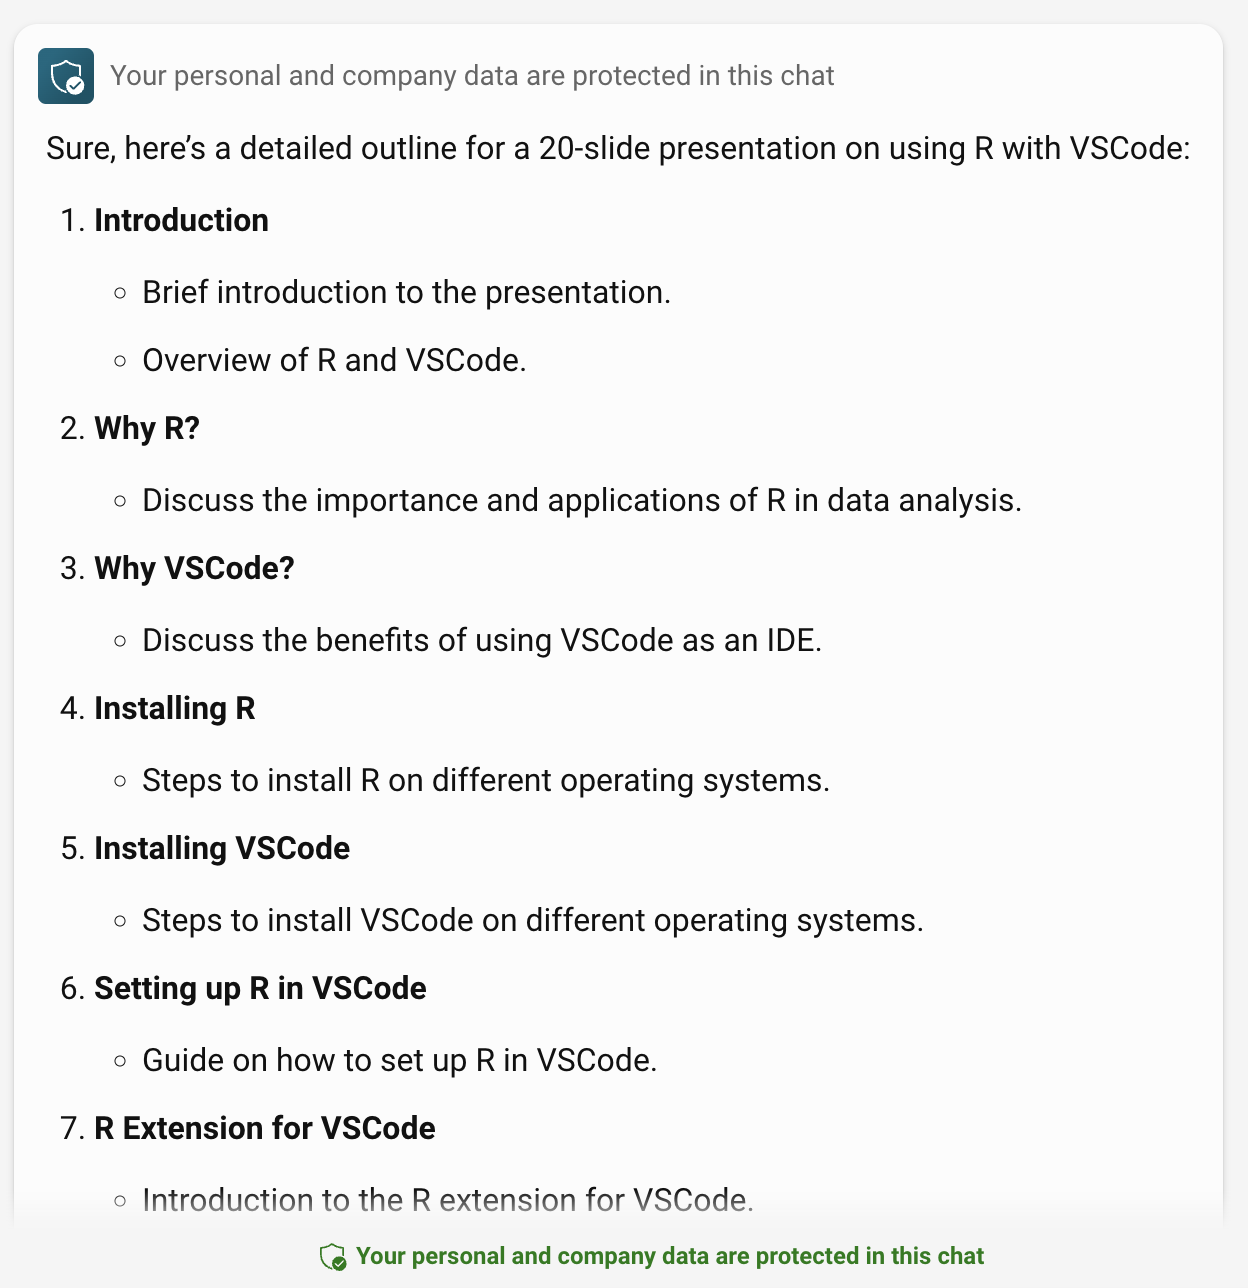 Your personal and company data are protected in this chat
Sure, here’s a detailed outline for a 20-slide presentation on using R with VSCode:
1. Introduction
○ Brief introduction to the presentation.
○ Overview of R and VSCode.
2. Why R?
○ Discuss the importance and applications of R in data analysis.
3. Why VSCode?
○ Discuss the benefits of using VSCode as an IDE.
4. Installing R
○ Steps to install R on different operating systems.
5. Installing VSCode
○ Steps to install VSCode on different operating systems.
6. Setting up R in VSCode
○ Guide on how to set up R in VSCode.
7. R Extension for VSCode
○ Introduction to the R extension for VSCode.
Your personal and company data are protected in this chat